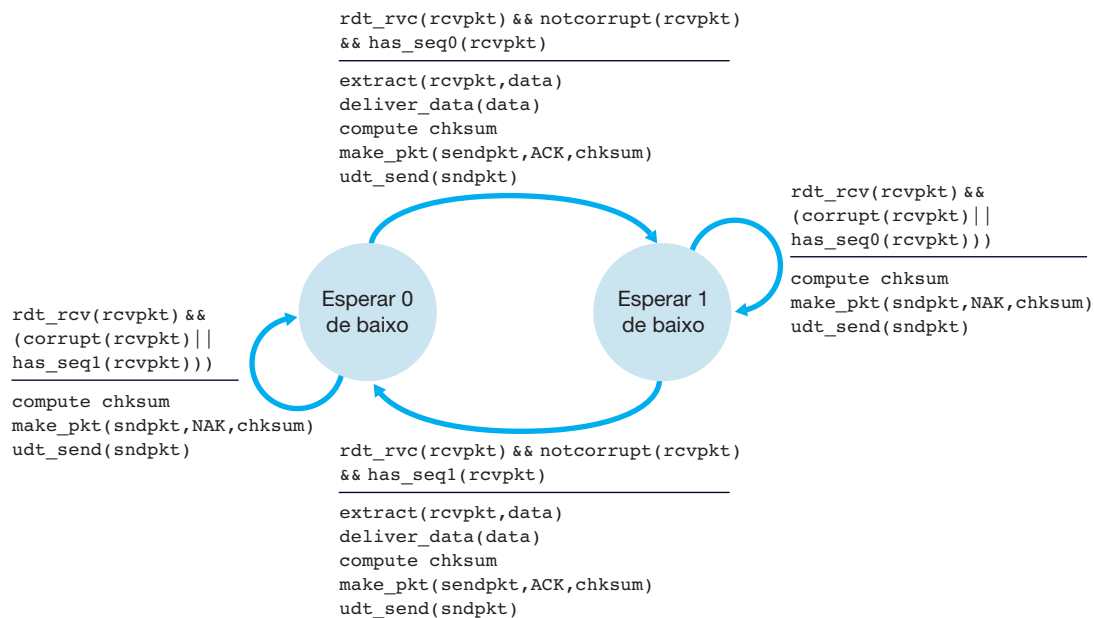 rdt_rvc(rcvpkt) && notcorrupt(rcvpkt)
&& has_seq0(rcvpkt)
extract(rcvpkt,data)
deliver_data(data)
compute chksum
make_pkt(sendpkt,ACK,chksum)
udt_send(sndpkt)
rdt_rcv(rcvpkt) &&
(corrupt(rcvpkt)||
has_seq0(rcvpkt)))
compute chksum
make_pkt(sndpkt,NAK,chksum)
udt_send(sndpkt)
Esperar 0
de baixo
Esperar 1
de baixo
rdt_rcv(rcvpkt) &&
(corrupt(rcvpkt)||
has_seq1(rcvpkt)))
compute chksum
make_pkt(sndpkt,NAK,chksum)
udt_send(sndpkt)
rdt_rvc(rcvpkt) && notcorrupt(rcvpkt)
&& has_seq1(rcvpkt)
extract(rcvpkt,data)
deliver_data(data)
compute chksum
make_pkt(sendpkt,ACK,chksum)
udt_send(sndpkt)